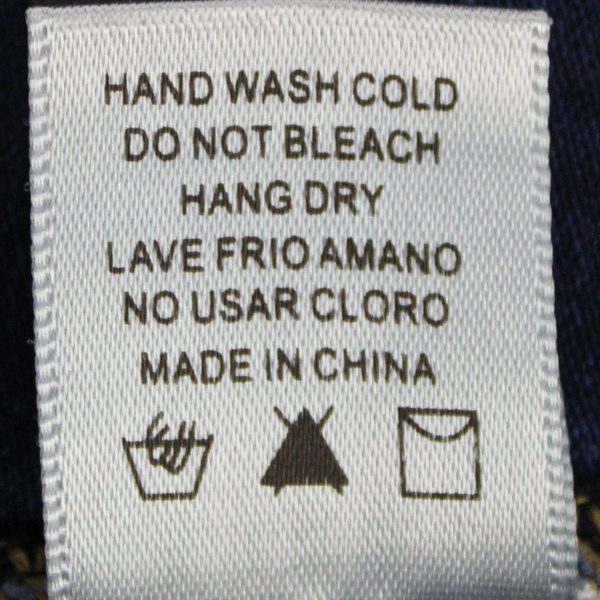 HAND WASH COLD
DO NOT BLEACH
HANG DRY
LAVE FRIO AMANO
NO USAR CLORO
MADE IN CHINA